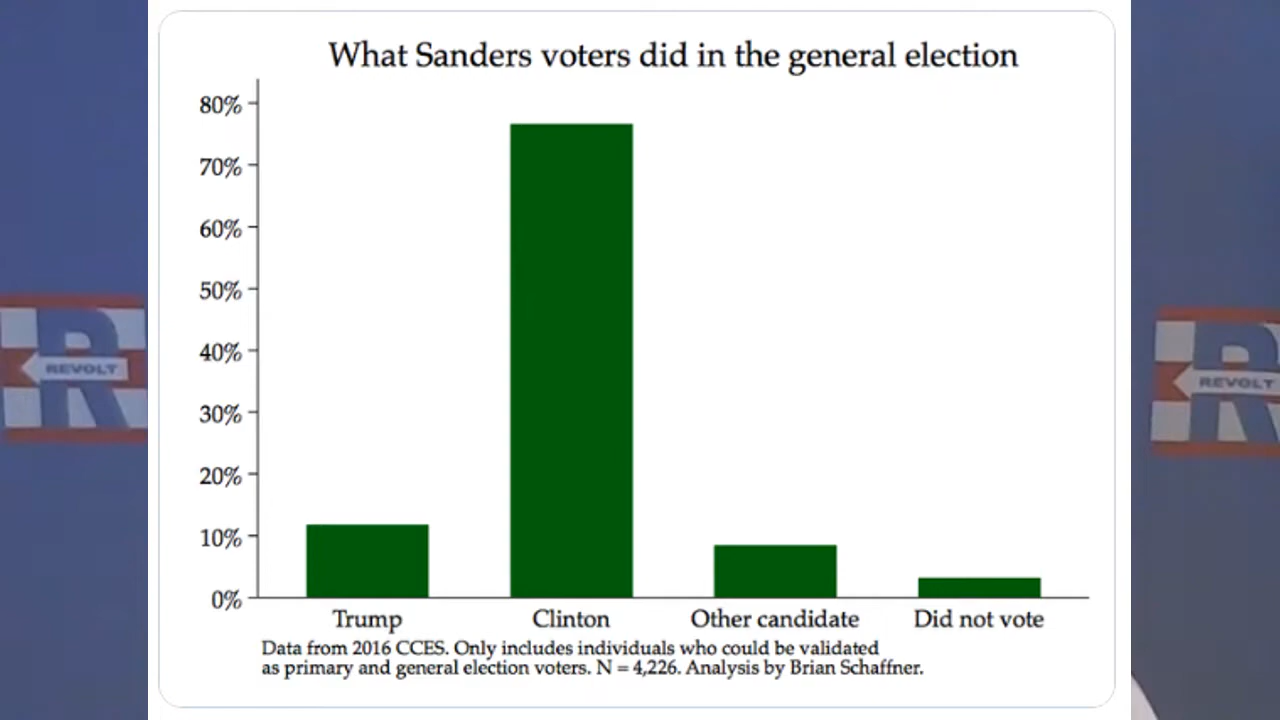 What Sanders voters did in the general election
80%
70%
60%
50%
40%
30%
20%
10%
0%
Trump Clinton Other candidate Did not vote
Data from 2016 CCES. Only includes individuals who could be validated
as primary and general election voters. N = 4,226. Analysis by Brian Schaffner.
R
REVOLT
R
REVOLT